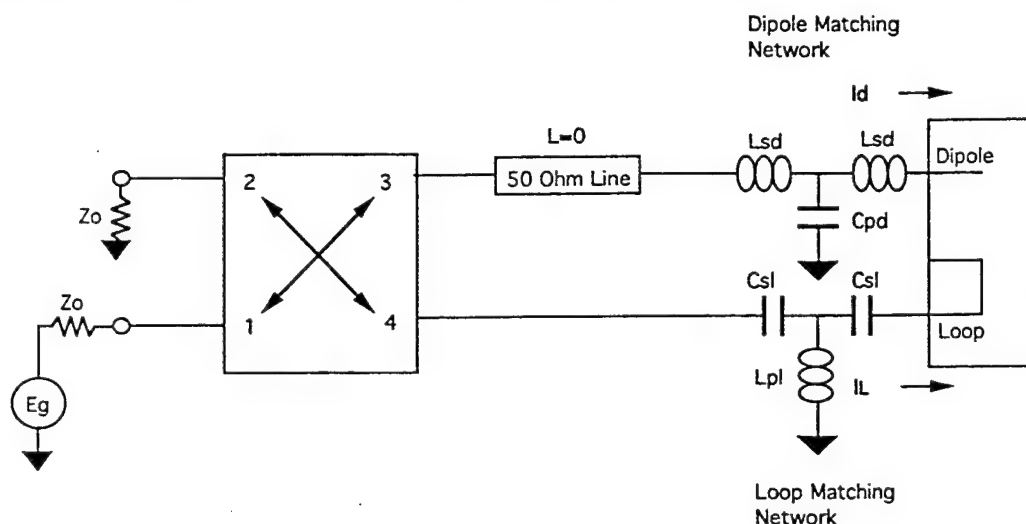 Dipole Matching
Network
Id
L=0
Lsd
Lsd
Dipole
50 Ohm Line
2
3
Zo
Cpd
Csl
Csl
Zo
1
4
Loop
Lpl
IL
Eg
Loop Matching
Network